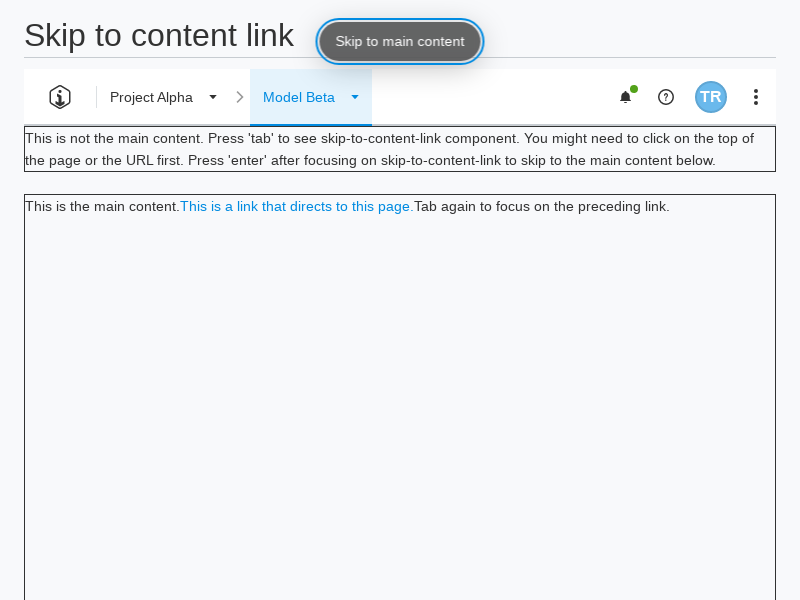 Skip to content link
Skip to main content
Project Alpha
Model Beta
TR
This is not the main content. Press 'tab' to see skip-to-content-link component. You might need to click on the top of
the page or the URL first. Press 'enter' after focusing on skip-to-content-link to skip to the main content below.
This is the main content.This is a link that directs to this page.Tab again to focus on the preceding link.